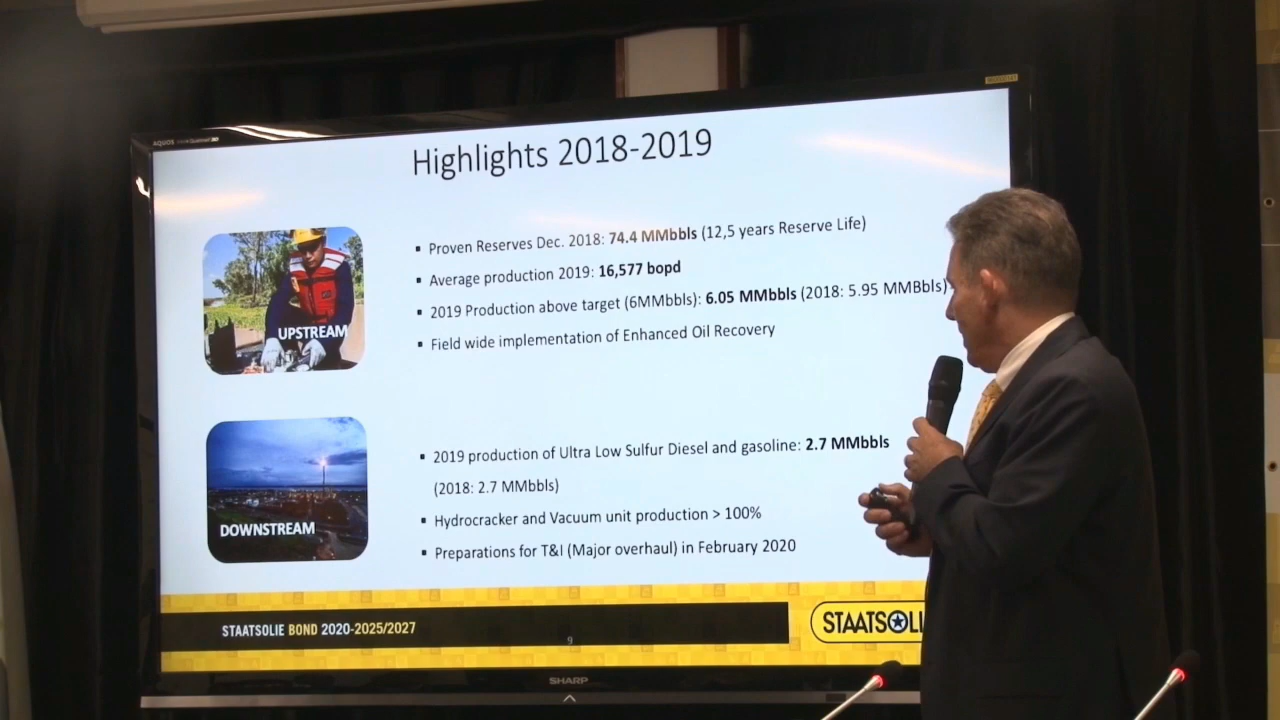 AQUOS
Highlights 2018-2019
Proven Reserves Dec. 2018: 74.4 MMbbls (12,5 years Reserve Life)
Average production 2019: 16,577 bopd
2019 Production above target (6MMbbls): 6.05 MMbbls (2018: 5.95 MMBbls)
Field wide implementation of Enhanced Oil Recovery
UPSTREAM
2019 production of Ultra Low Sulfur Diesel and gasoline: 2.7 MMbbls
(2018: 2.7 MMbbls)
Hydrocracker and Vacuum unit production > 100%
Preparations for T&I (Major overhaul) in February 2020
DOWNSTREAM
STAATSOLIE BOND 2020-2025/2027
9
STAATSOLI
SHARP